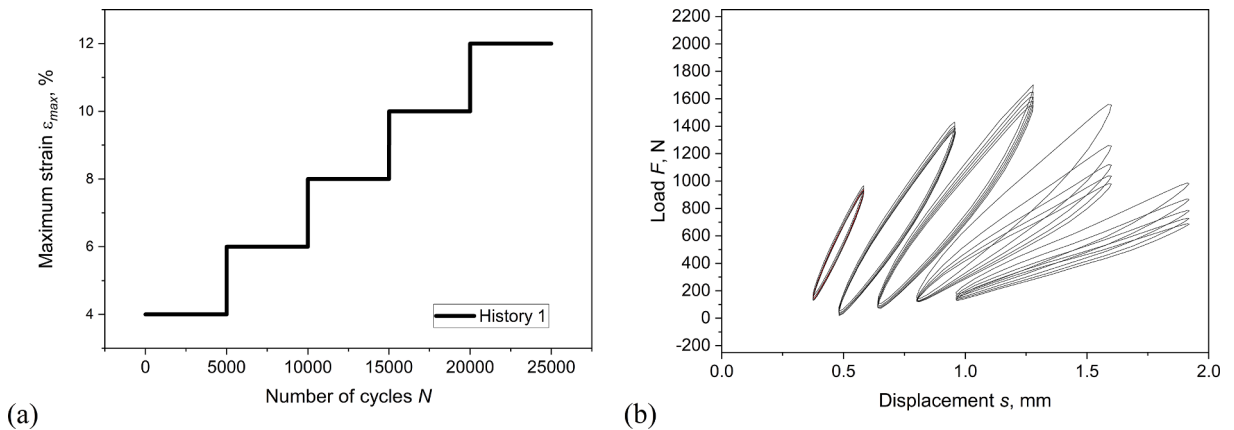 12
10
8
6
4
Maximum strain εmax, %
History 1
0 5000 10000 15000 20000 25000
Number of cycles N
(a)
2200
2000
1800
1600
1400
1200
1000
800
600
400
200
0
-200
Load F, N
0.0 0.5 1.0 1.5 2.0
Displacement s, mm
(b)